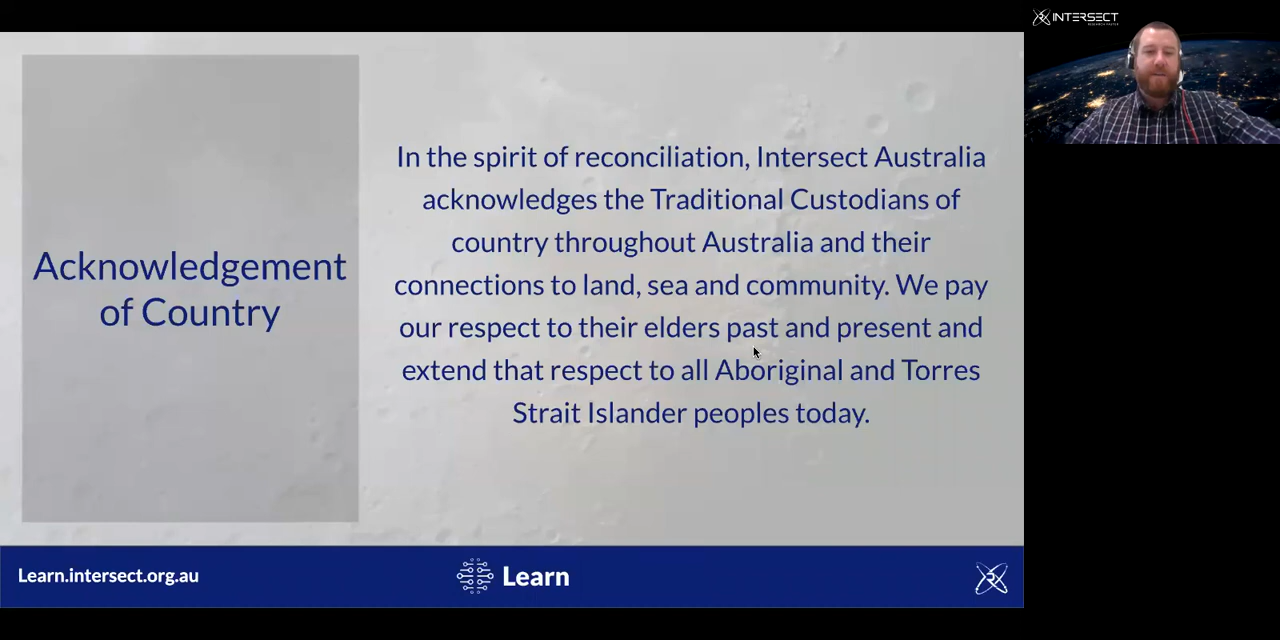 INTERSECT
Acknowledgement
of Country
In the spirit of reconciliation, Intersect Australia
acknowledges the Traditional Custodians of
country throughout Australia and their
connections to land, sea and community. We pay
our respect to their elders past and present and
extend that respect to all Aboriginal and Torres
Strait Islander peoples today.
Learn.intersect.org.au
Learn